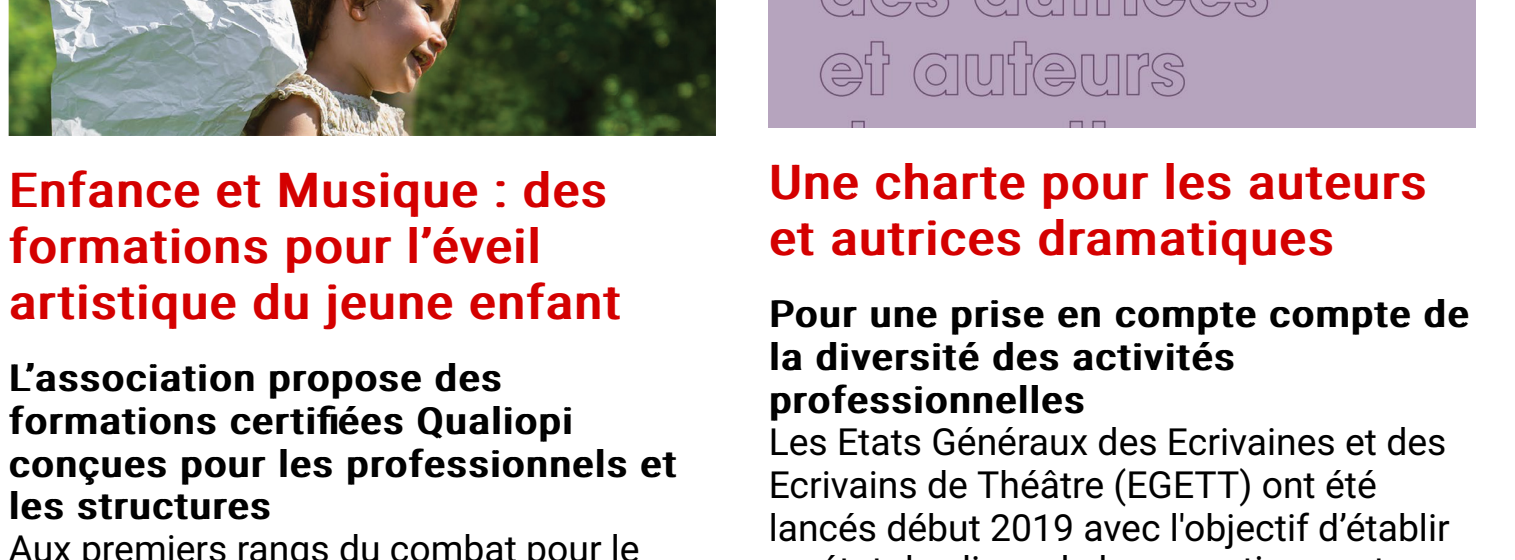 Enfance et Musique : des
formations pour l’éveil
artistique du jeune enfant
L’association propose des
formations certifiées Qualiopi
conçues pour les professionnels et
les structures
Aux premiers rangs du combat pour le
des autrices
et auteurs
Une charte pour les auteurs
et autrices dramatiques
Pour une prise en compte compte de
la diversité des activités
professionnelles
Les Etats Généraux des Ecrivaines et des
Ecrivains de Théâtre (EGETT) ont été
lancés début 2019 avec l'objectif d’établir